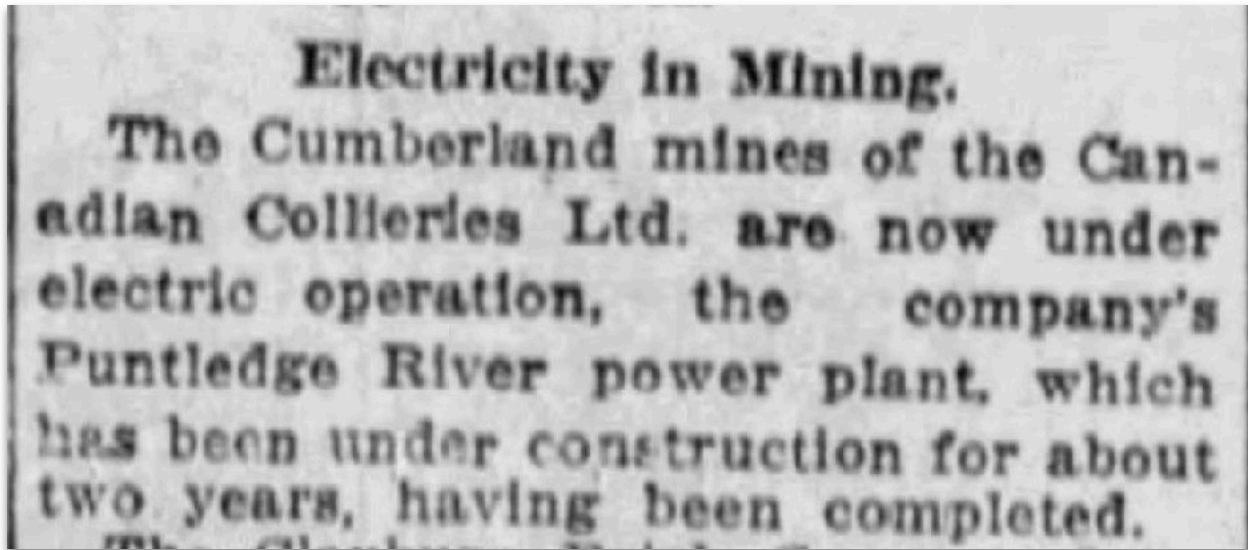 Electricity in Mining.
The Cumberland mines of the Can-
adian Collieries Ltd. are now under
electric operation, the company's
Puntledge River power plant, which
has been under construction for about
two years, having been completed.
The